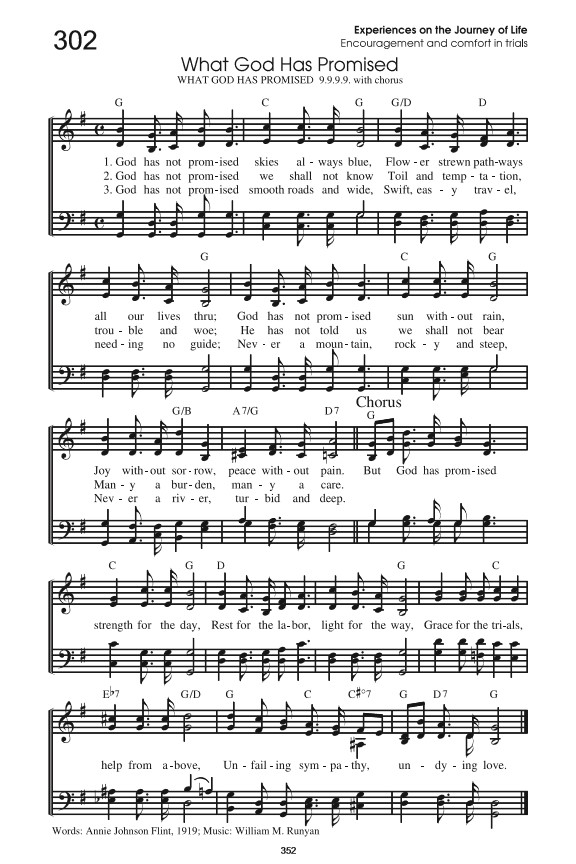 302
Experiences on the Journey of Life
Encouragement and comfort in trials
What God Has Promised
WHAT GOD HAS PROMISED 9.9.9.9. with chorus
G C G G/D D
1. God has not prom-ised skies al-ways blue, Flow-er strewn path-ways
2. God has not prom-ised we shall not know Toil and temp-ta-tion,
3. God has not prom-ised smooth roads and wide, Swift, eas-y trav-el,
G C G
all our lives thru; God has not prom-ised sun with-out rain,
trou-ble and woe; He has not told us we shall not bear
need-ing no guide; Nev-er a moun-tain, rock-y and steep,
Chorus
G/B A7/G D7 G
Joy with-out sor-row, peace with-out pain. But God has prom-ised
Man-y a bur-den, man-y a care.
Nev-er a riv-er, tur-bid and deep.
C G D G C
strength for the day, Rest for the la-bor, light for the way, Grace for the tri-als,
E♭7 G/D G C C♯°7 G D7 G
help from a-bove, Un-fail-ing sym-pa-thy, un-dy-ing love.
Words: Annie Johnson Flint, 1919; Music: William M. Runyan
352